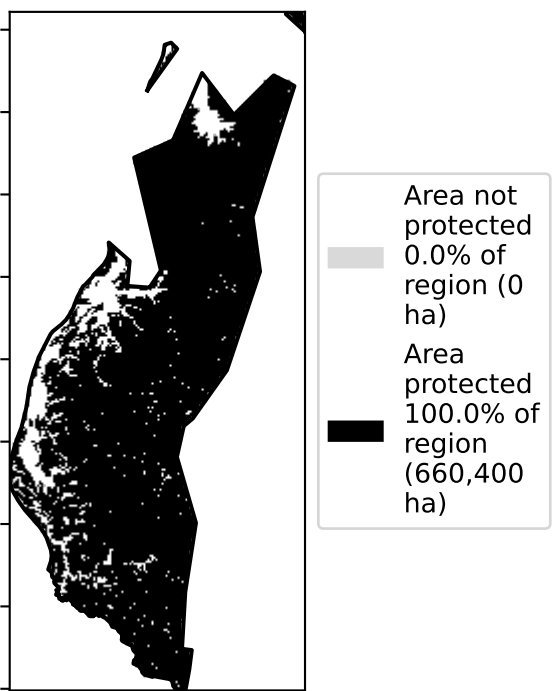 Area not
protected
0.0% of
region (0
ha)
Area
protected
100.0% of
region
(660,400
ha)